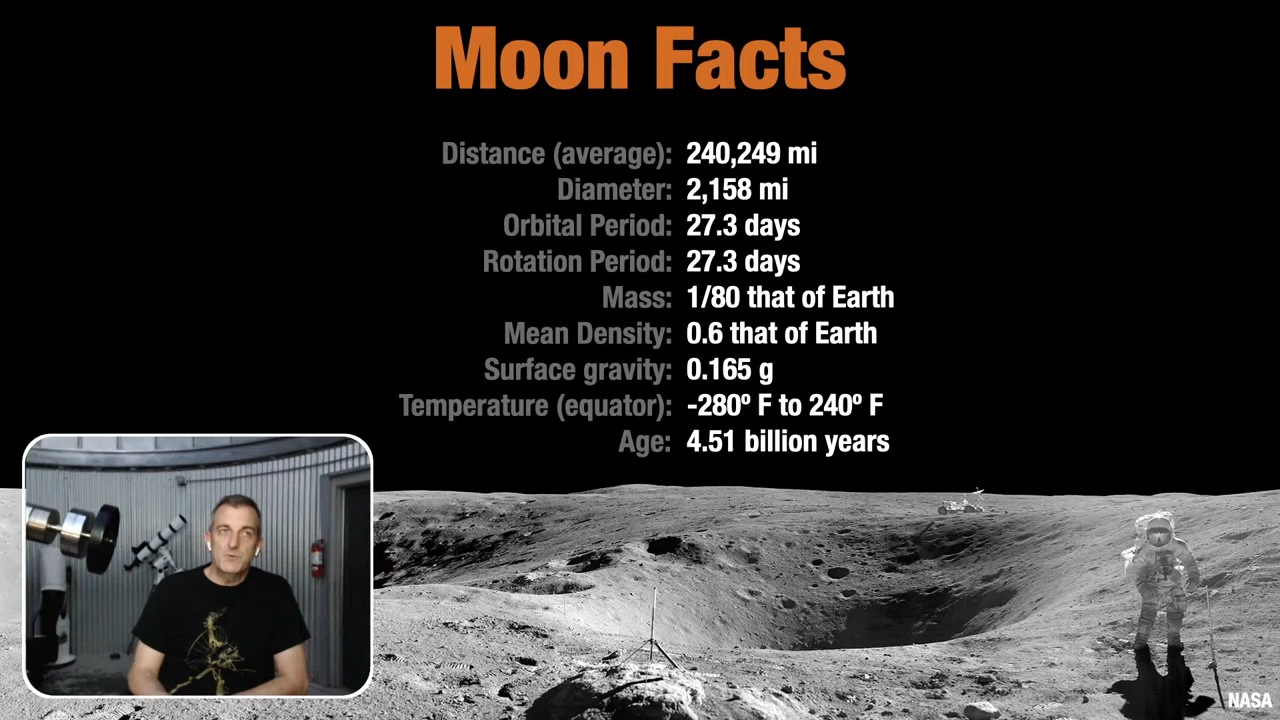 Moon Facts
Distance (average): 240,249 mi
Diameter: 2,158 mi
Orbital Period: 27.3 days
Rotation Period: 27.3 days
Mass: 1/80 that of Earth
Mean Density: 0.6 that of Earth
Surface gravity: 0.165 g
Temperature (equator): -280º F to 240º F
Age: 4.51 billion years
NASA